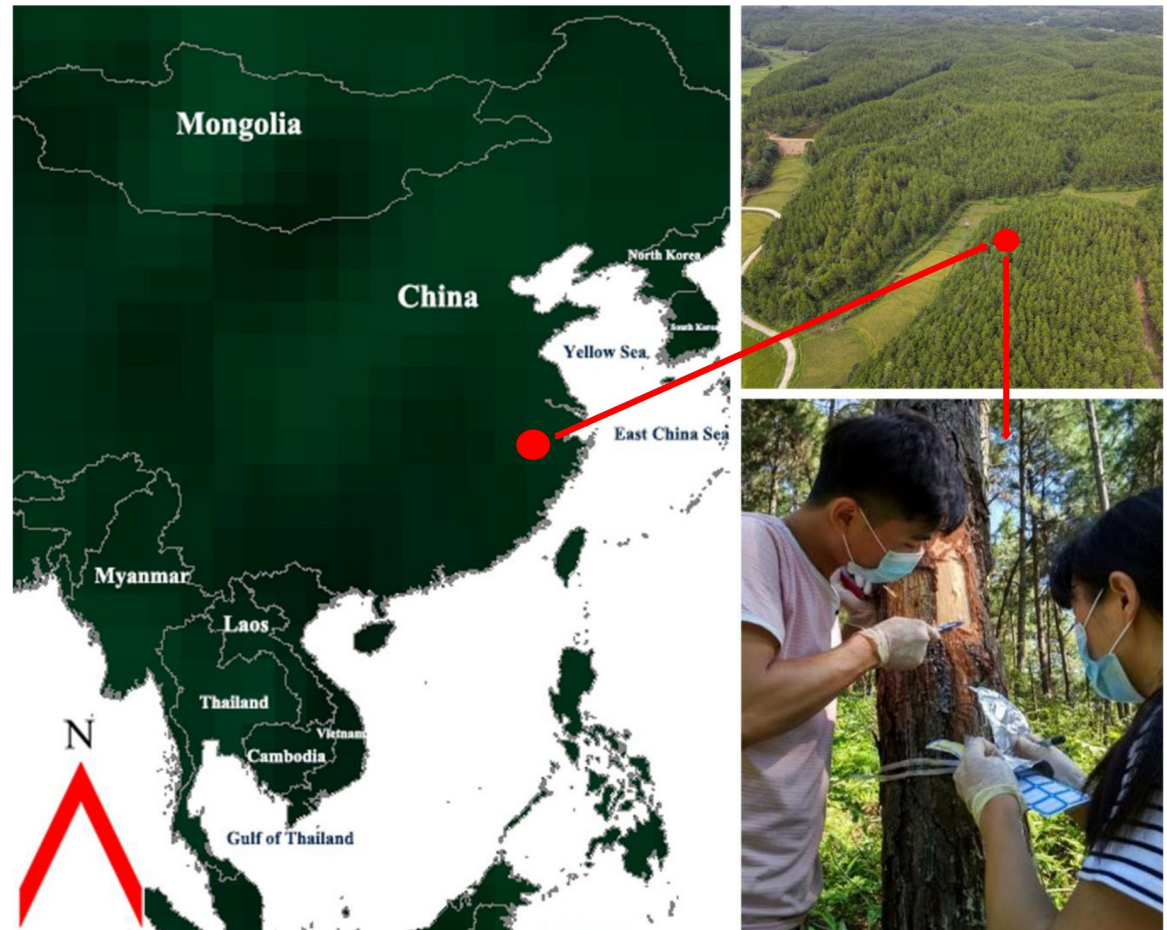 Mongolia
North Korea
China
South Korea
Yellow Sea
East China Sea
Myanmar
Laos
Thailand
Vietnam
Cambodia
N
Gulf of Thailand